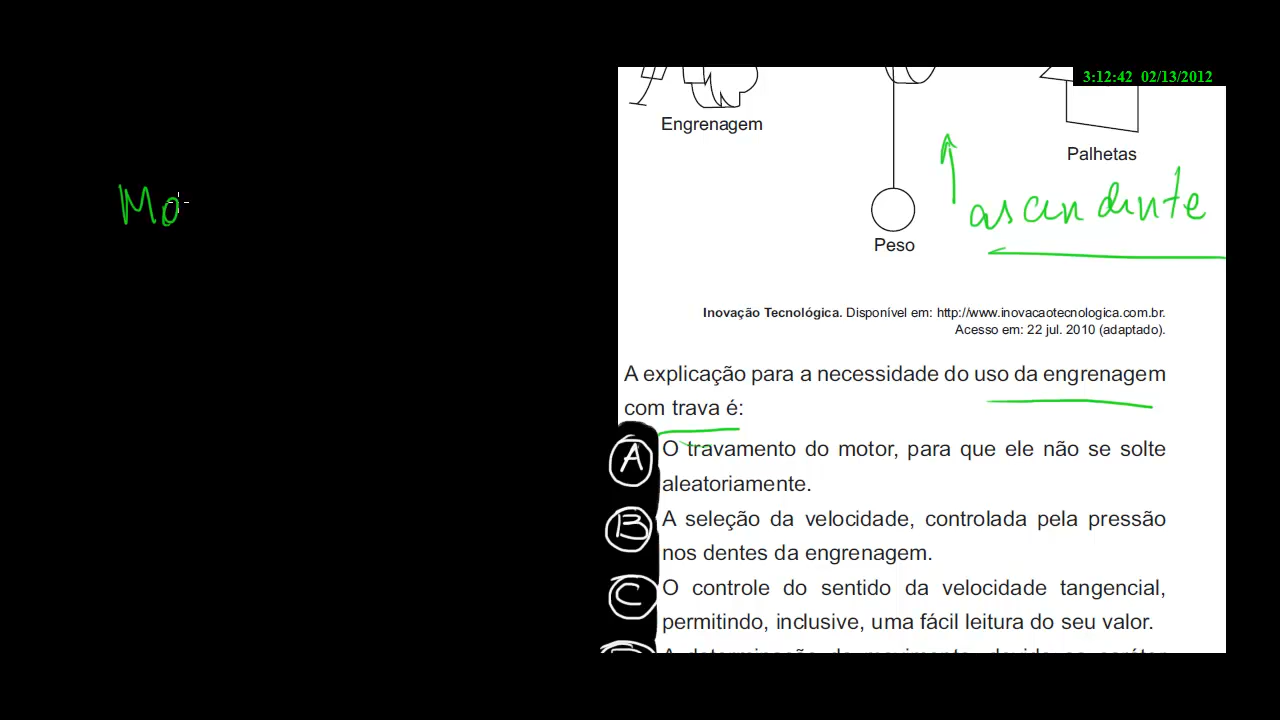 3:12:42 02/13/2012
Engrenagem
Palhetas
Mo
ascendente
Peso
Inovação Tecnológica. Disponível em: http://www.inovacaotecnologica.com.br.
Acesso em: 22 jul. 2010 (adaptado).
A explicação para a necessidade do uso da engrenagem
com trava é:
A O travamento do motor, para que ele não se solte
aleatoriamente.
B A seleção da velocidade, controlada pela pressão
nos dentes da engrenagem.
C O controle do sentido da velocidade tangencial,
permitindo, inclusive, uma fácil leitura do seu valor.